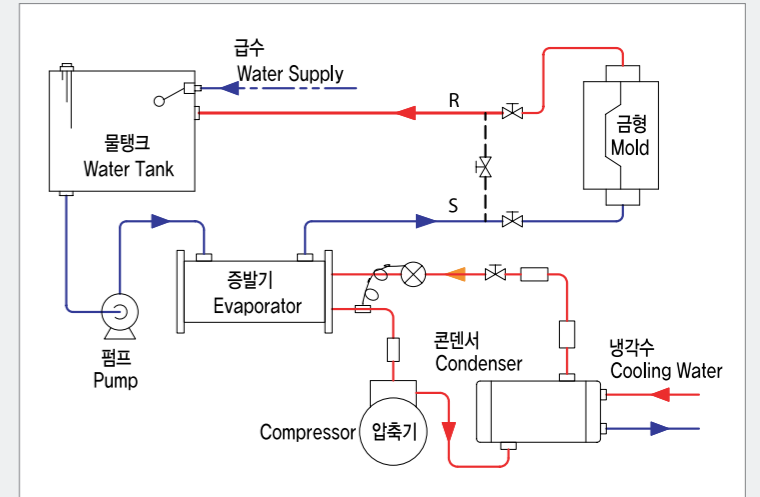 급수
Water Supply
R
물탱크
Water Tank
금형
Mold
S
증발기
Evaporator
펌프
Pump
콘덴서
Condenser
냉각수
Cooling Water
Compressor
압축기